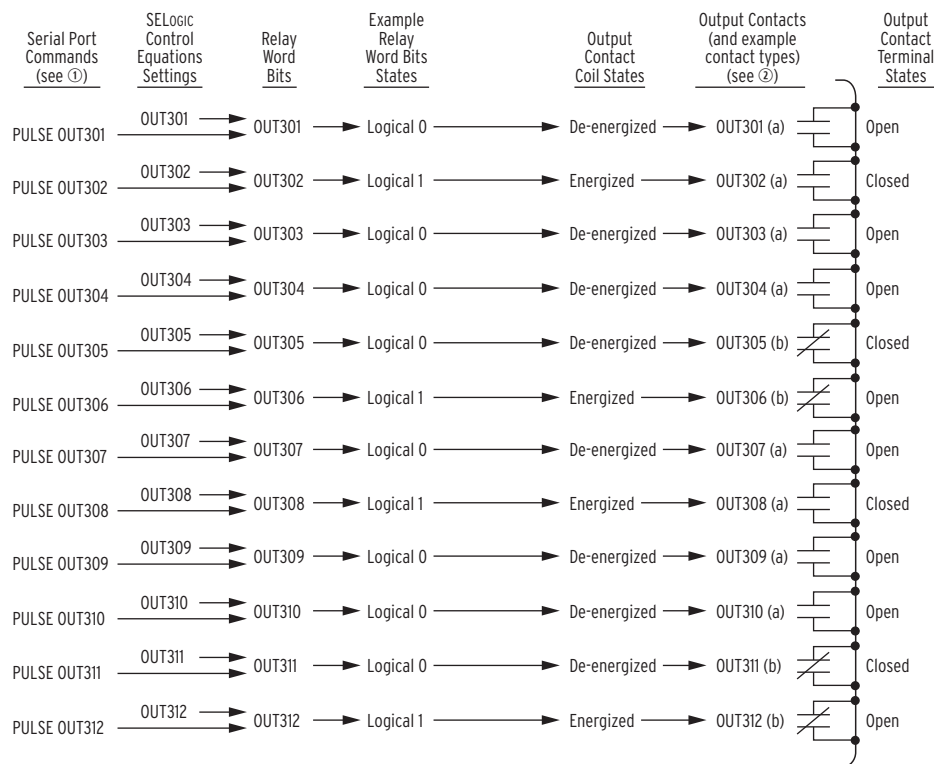 Serial Port Commands (see ①)
SELOGIC Control Equations Settings
Relay Word Bits
Example Relay Word Bits States
Output Contact Coil States
Output Contacts (and example contact types) (see ②)
Output Contact Terminal States
PULSE OUT301 OUT301 OUT301 Logical 0 De-energized OUT301 (a) Open
PULSE OUT302 OUT302 OUT302 Logical 1 Energized OUT302 (a) Closed
PULSE OUT303 OUT303 OUT303 Logical 0 De-energized OUT303 (a) Open
PULSE OUT304 OUT304 OUT304 Logical 0 De-energized OUT304 (a) Open
PULSE OUT305 OUT305 OUT305 Logical 0 De-energized OUT305 (b) Closed
PULSE OUT306 OUT306 OUT306 Logical 1 Energized OUT306 (b) Open
PULSE OUT307 OUT307 OUT307 Logical 0 De-energized OUT307 (a) Open
PULSE OUT308 OUT308 OUT308 Logical 1 Energized OUT308 (a) Closed
PULSE OUT309 OUT309 OUT309 Logical 0 De-energized OUT309 (a) Open
PULSE OUT310 OUT310 OUT310 Logical 0 De-energized OUT310 (a) Open
PULSE OUT311 OUT311 OUT311 Logical 0 De-energized OUT311 (b) Closed
PULSE OUT312 OUT312 OUT312 Logical 1 Energized OUT312 (b) Open